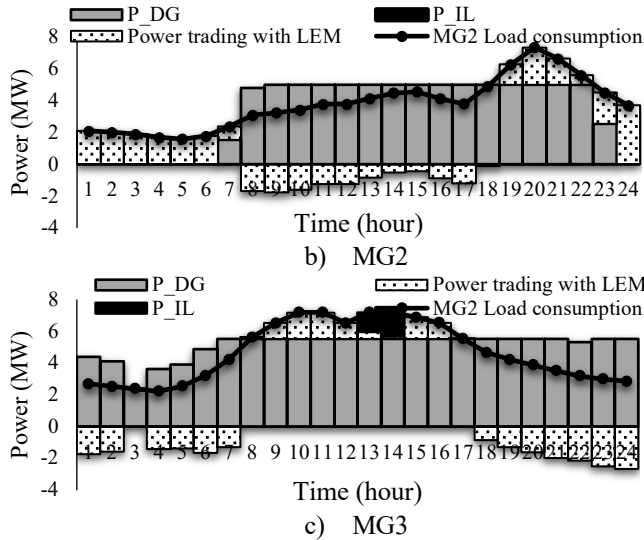 P_DG P_IL
Power trading with LEM MG2 Load consumption
Power (MW)
8
6
4
2
0
-2
-4
1 2 3 4 5 6 7 8 9 10 11 12 13 14 15 16 17 18 19 20 21 22 23 24
Time (hour)
b) MG2
P_DG Power trading with LEM
P_IL MG2 Load consumption
Power (MW)
8
6
4
2
0
-2
-4
1 2 3 4 5 6 7 8 9 10 11 12 13 14 15 16 17 18 19 20 21 22 23 24
Time (hour)
c) MG3